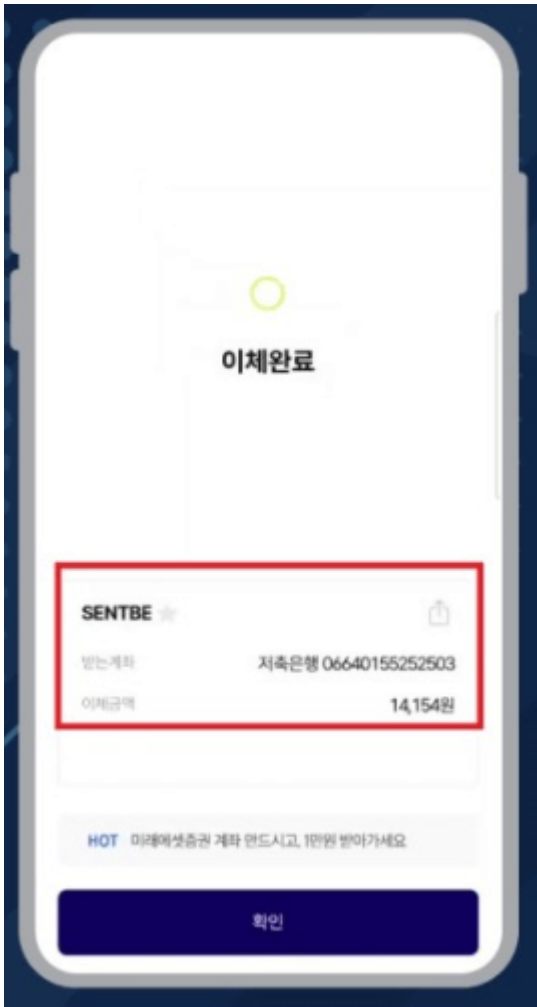 이체완료
SENTBE
받는계좌 저축은행 06640155252503
이체금액 14,154원
HOT 미래에셋증권 계좌 만드시고, 1만원 받아가세요
확인